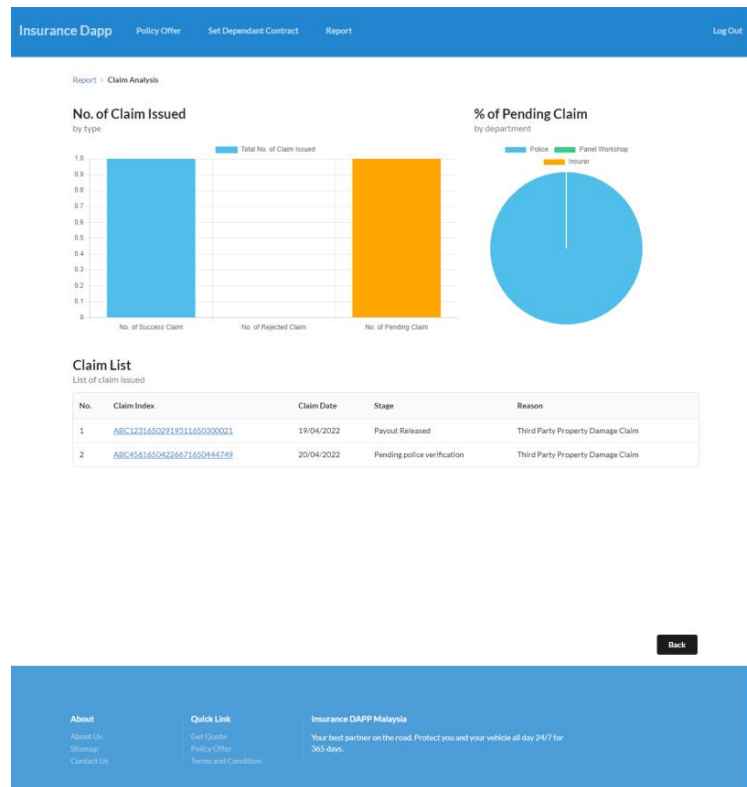 Insurance Dapp Policy Offer Set Dependant Contract Report Log Out
Report > Claim Analysis
No. of Claim Issued
by type
Total No. of Claim Issued
1.0
0.9
0.8
0.7
0.6
0.5
0.4
0.3
0.2
0.1
0
No. of Success Claim No. of Rejected Claim No. of Pending Claim
% of Pending Claim
by department
Police Panel Workshop
Insurer
Claim List
List of claim issued
No. Claim Index Claim Date Stage Reason
1 ABC12316502919311650300021 19/04/2022 Payout Released Third Party Property Damage Claim
2 ABC45616504226671650444749 20/04/2022 Pending police verification Third Party Property Damage Claim
Back
About
About Us
Sitemap
Contact Us
Quick Link
Get Quote
Policy Offer
Terms and Condition
Insurance DAPP Malaysia
Your best partner on the road. Protect you and your vehicle all day 24/7 for
365 days.